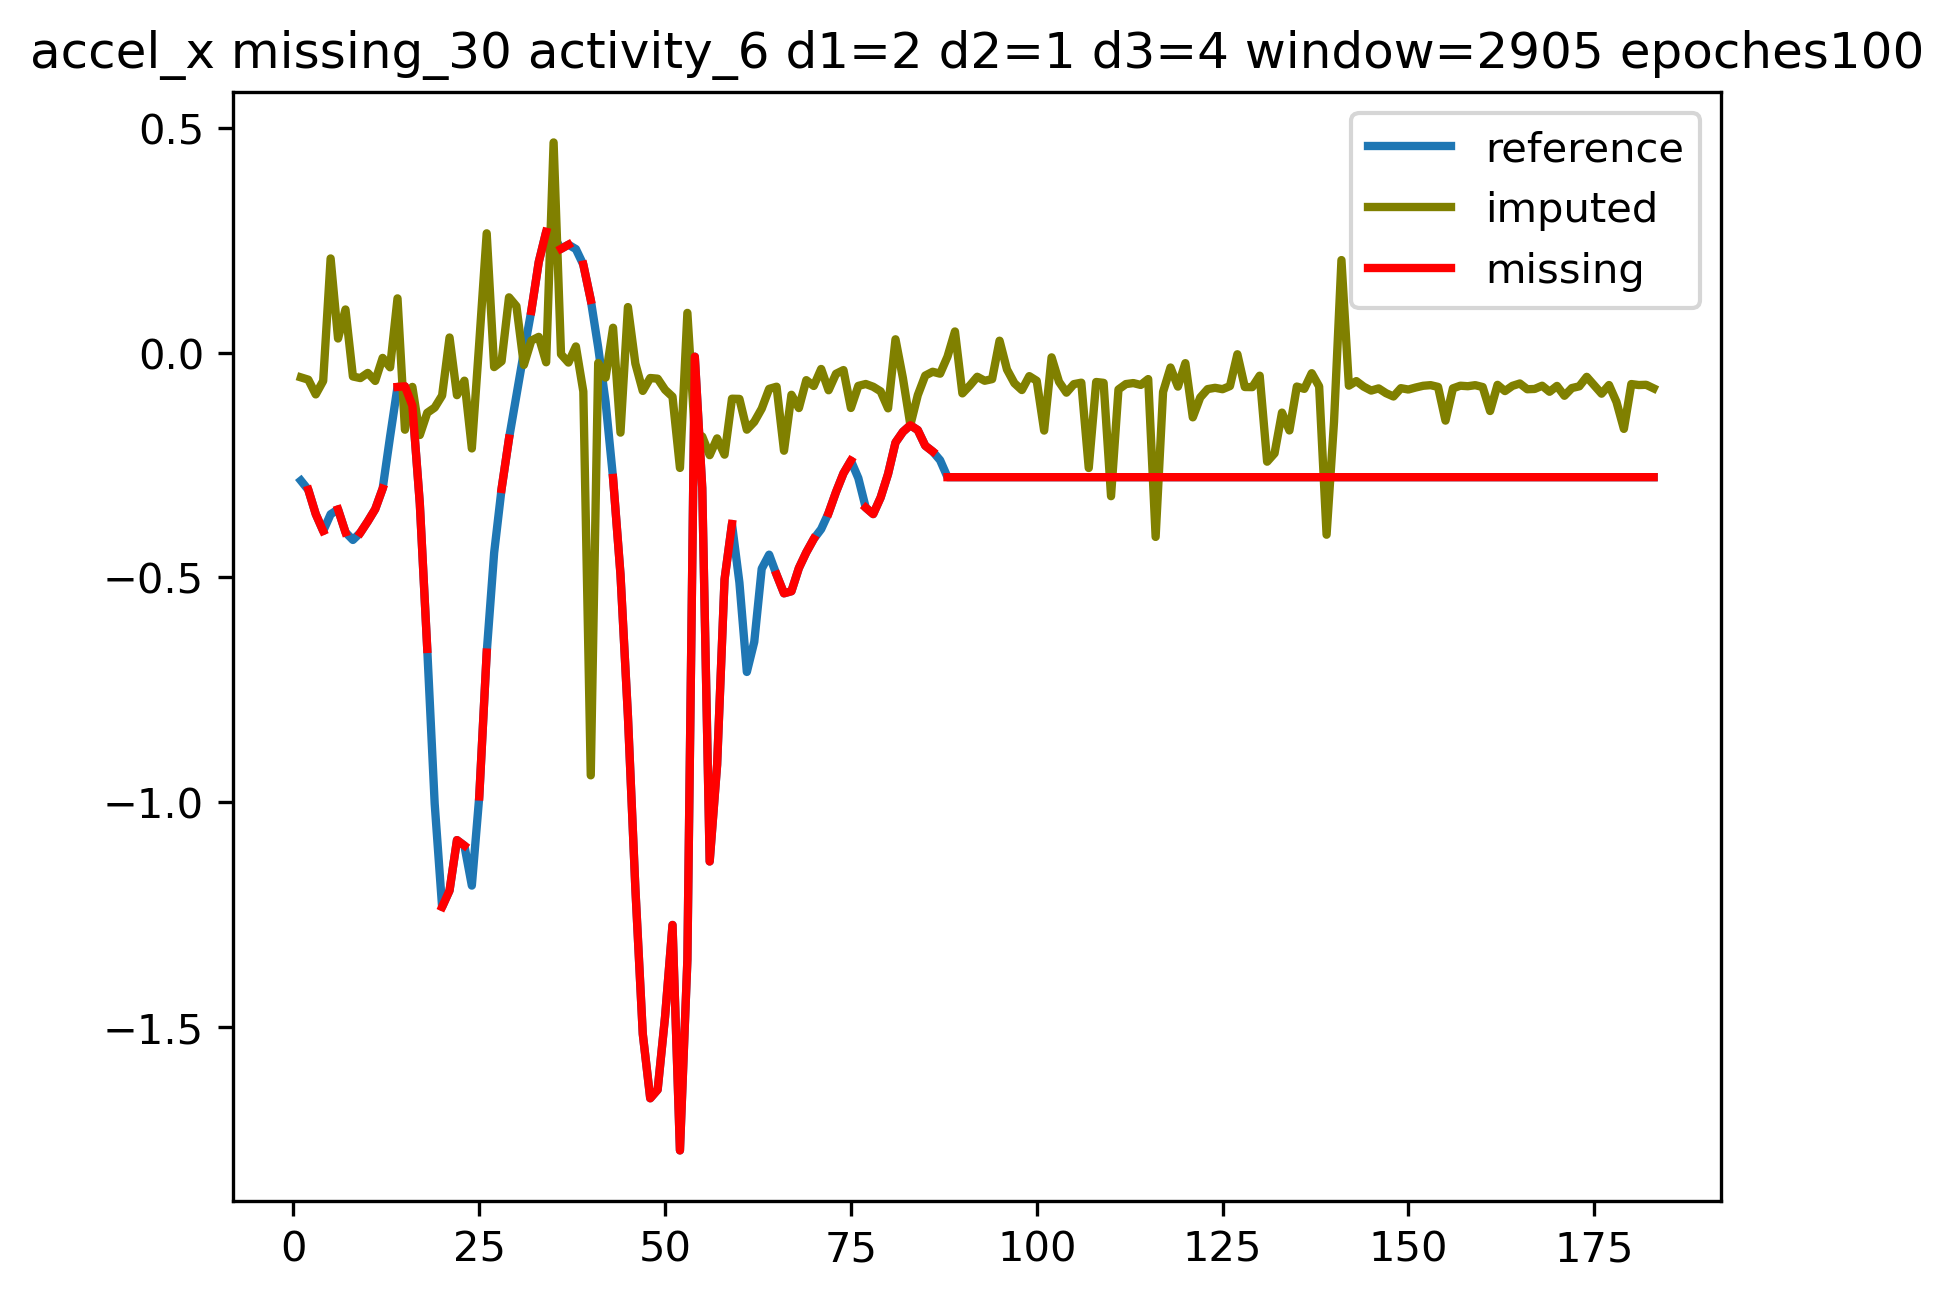 accel_x missing_30 activity_6 d1=2 d2=1 d3=4 window=2905 epoches100
reference
imputed
missing
0.5
0.0
−0.5
−1.0
−1.5
0 25 50 75 100 125 150 175